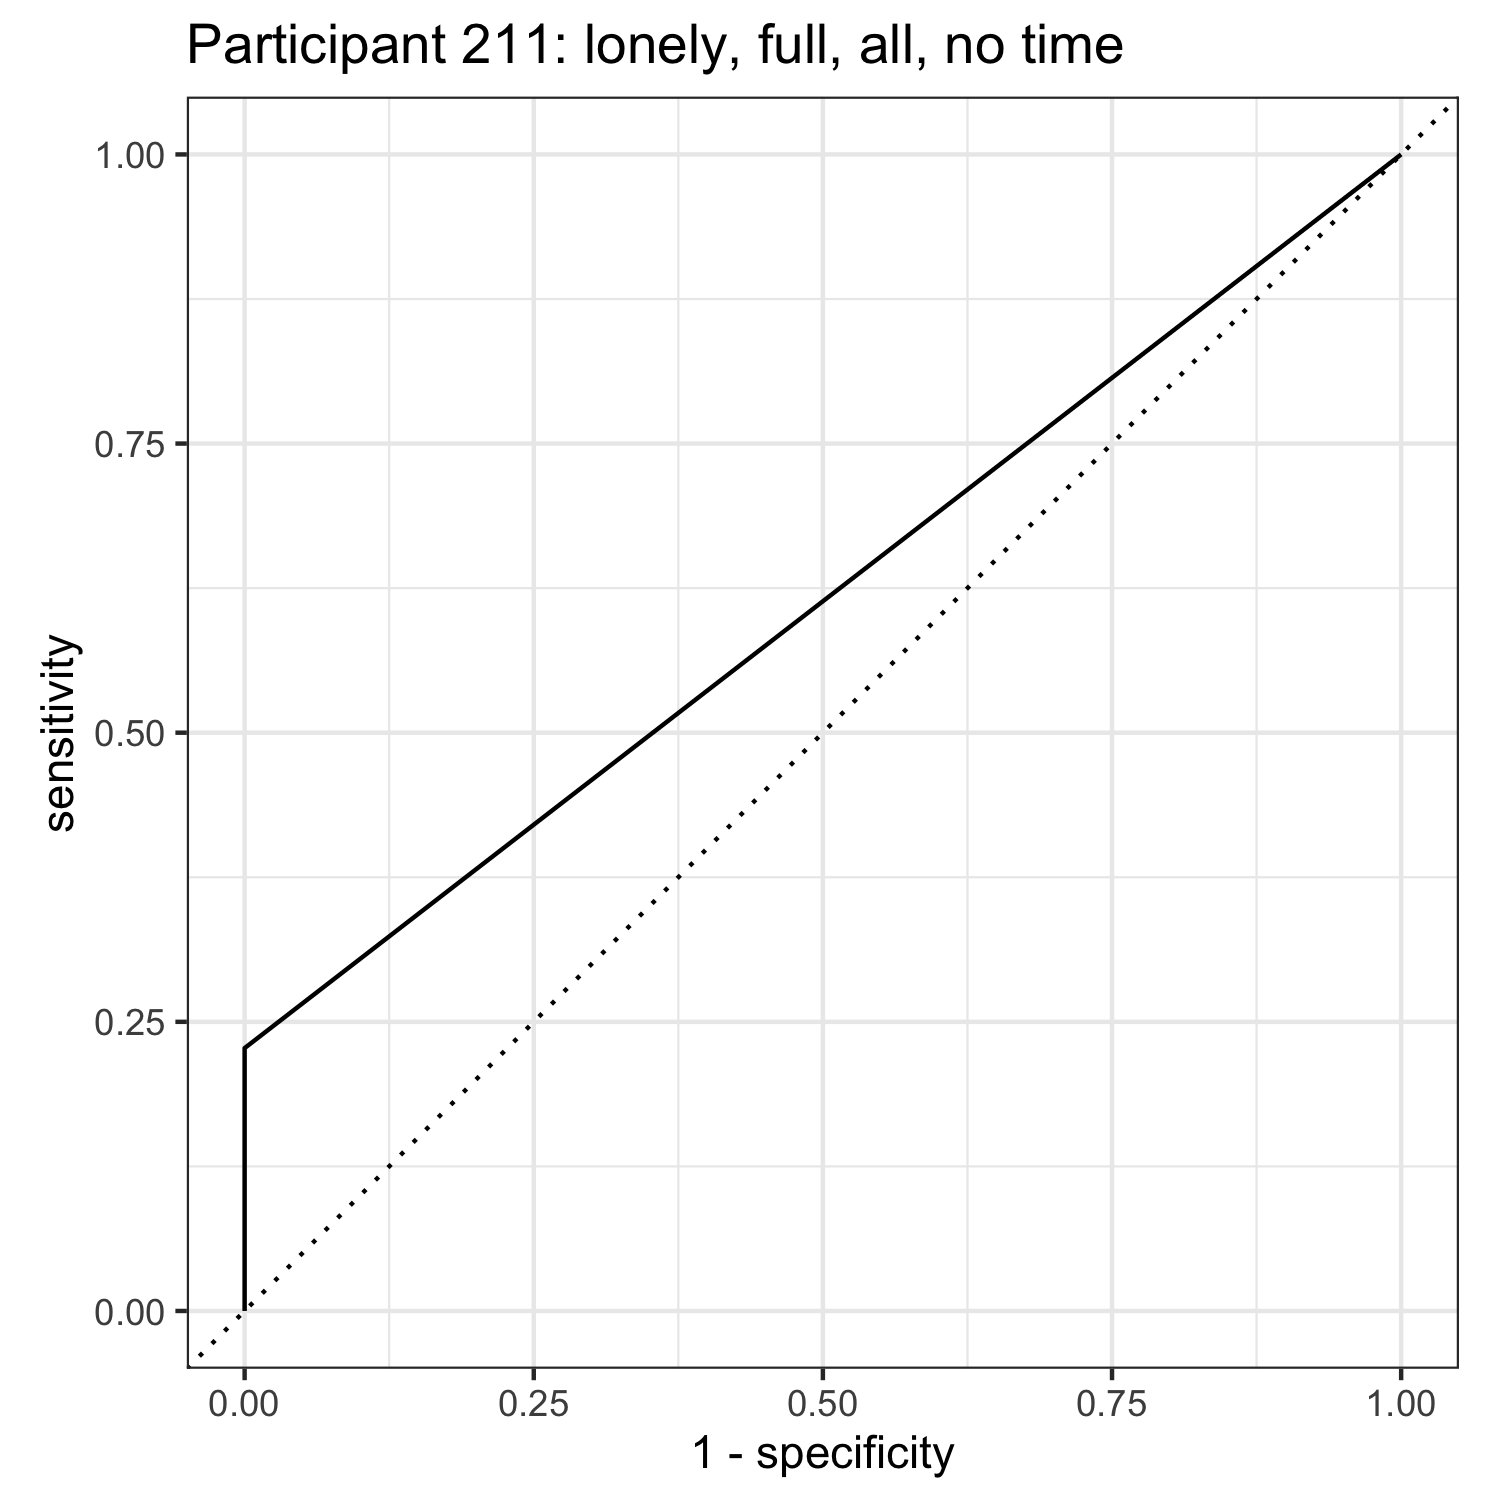 Participant 211: lonely, full, all, no time
1.00
0.75
0.50
0.25
0.00
sensitivity
0.00 0.25 0.50 0.75 1.00
1 - specificity